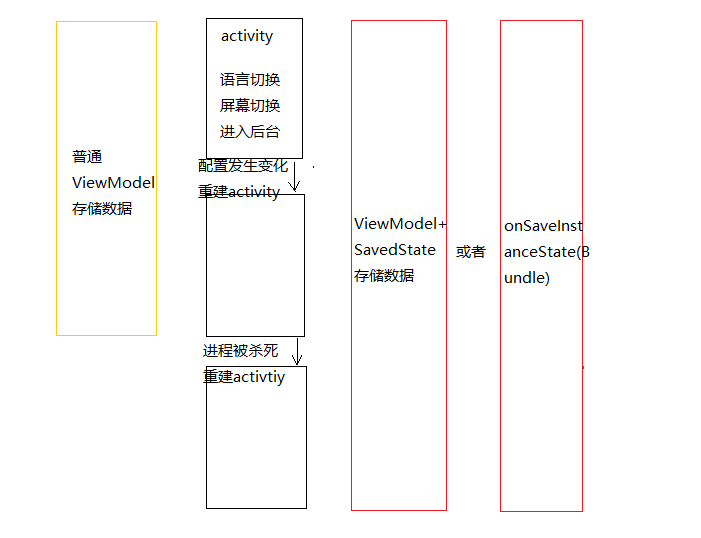 普通
ViewModel
存储数据
activity
语言切换
屏幕切换
进入后台
配置发生变化
重建activity
进程被杀死
重建activtiy
ViewModel+
SavedState
存储数据
或者
onSaveInst
anceState(B
undle)